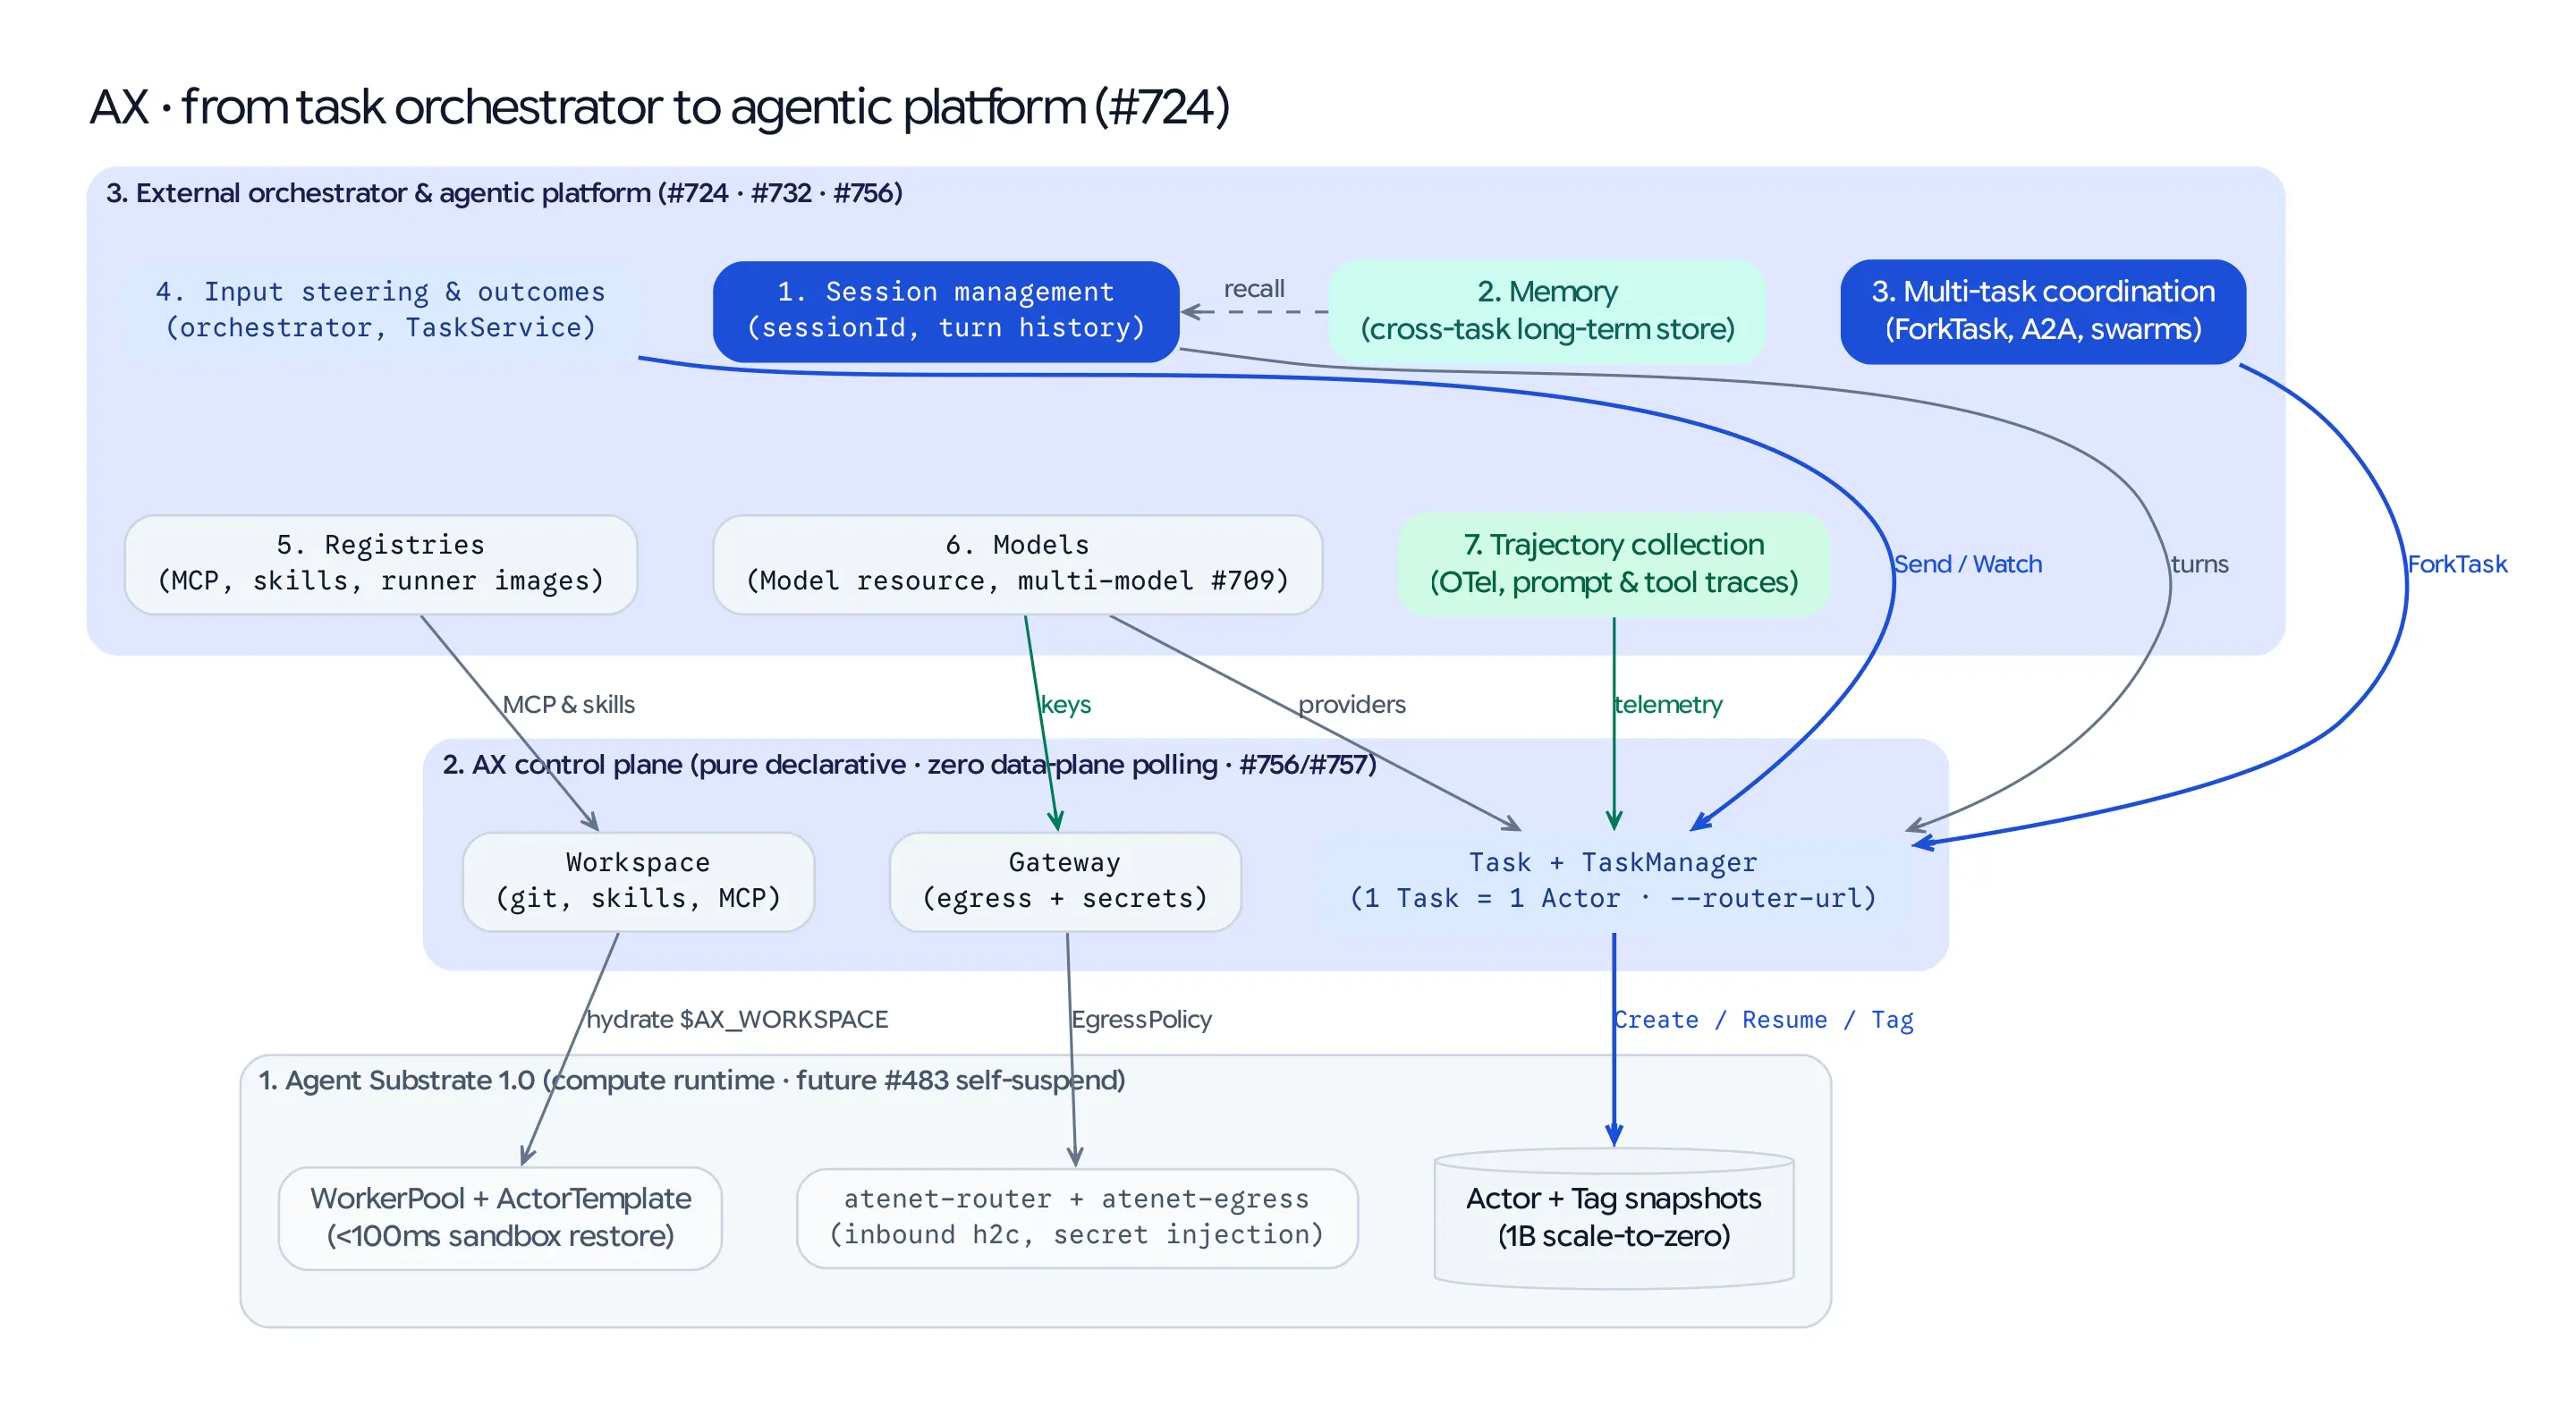 AX · from task orchestrator to agentic platform (#724)
3. External orchestrator & agentic platform (#724 · #732 · #756)
4. Input steering & outcomes
(orchestrator, TaskService)
1. Session management
(sessionId, turn history)
recall
2. Memory
(cross-task long-term store)
3. Multi-task coordination
(ForkTask, A2A, swarms)
5. Registries
(MCP, skills, runner images)
6. Models
(Model resource, multi-model #709)
7. Trajectory collection
(OTel, prompt & tool traces)
Send / Watch
turns
ForkTask
MCP & skills
keys
providers
telemetry
2. AX control plane (pure declarative · zero data-plane polling · #756/#757)
Workspace
(git, skills, MCP)
Gateway
(egress + secrets)
Task + TaskManager
(1 Task = 1 Actor · --router-url)
hydrate $AX_WORKSPACE
EgressPolicy
Create / Resume / Tag
1. Agent Substrate 1.0 (compute runtime · future #483 self-suspend)
WorkerPool + ActorTemplate
(<100ms sandbox restore)
atenet-router + atenet-egress
(inbound h2c, secret injection)
Actor + Tag snapshots
(1B scale-to-zero)